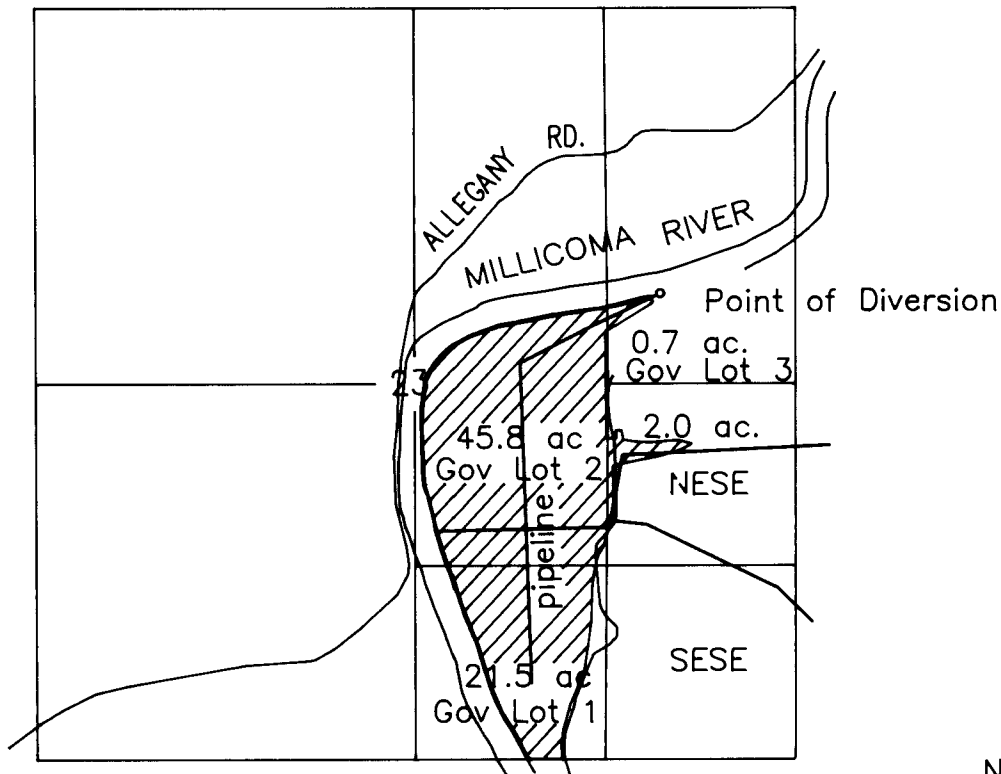 ALLEGANY RD.
MILLICOMA RIVER
Point of Diversion
0.7 ac.
Gov Lot 3
23
45.8 ac
Gov Lot 2
2.0 ac.
NESE
pipeline
SESE
21.5 ac
Gov Lot 1
N